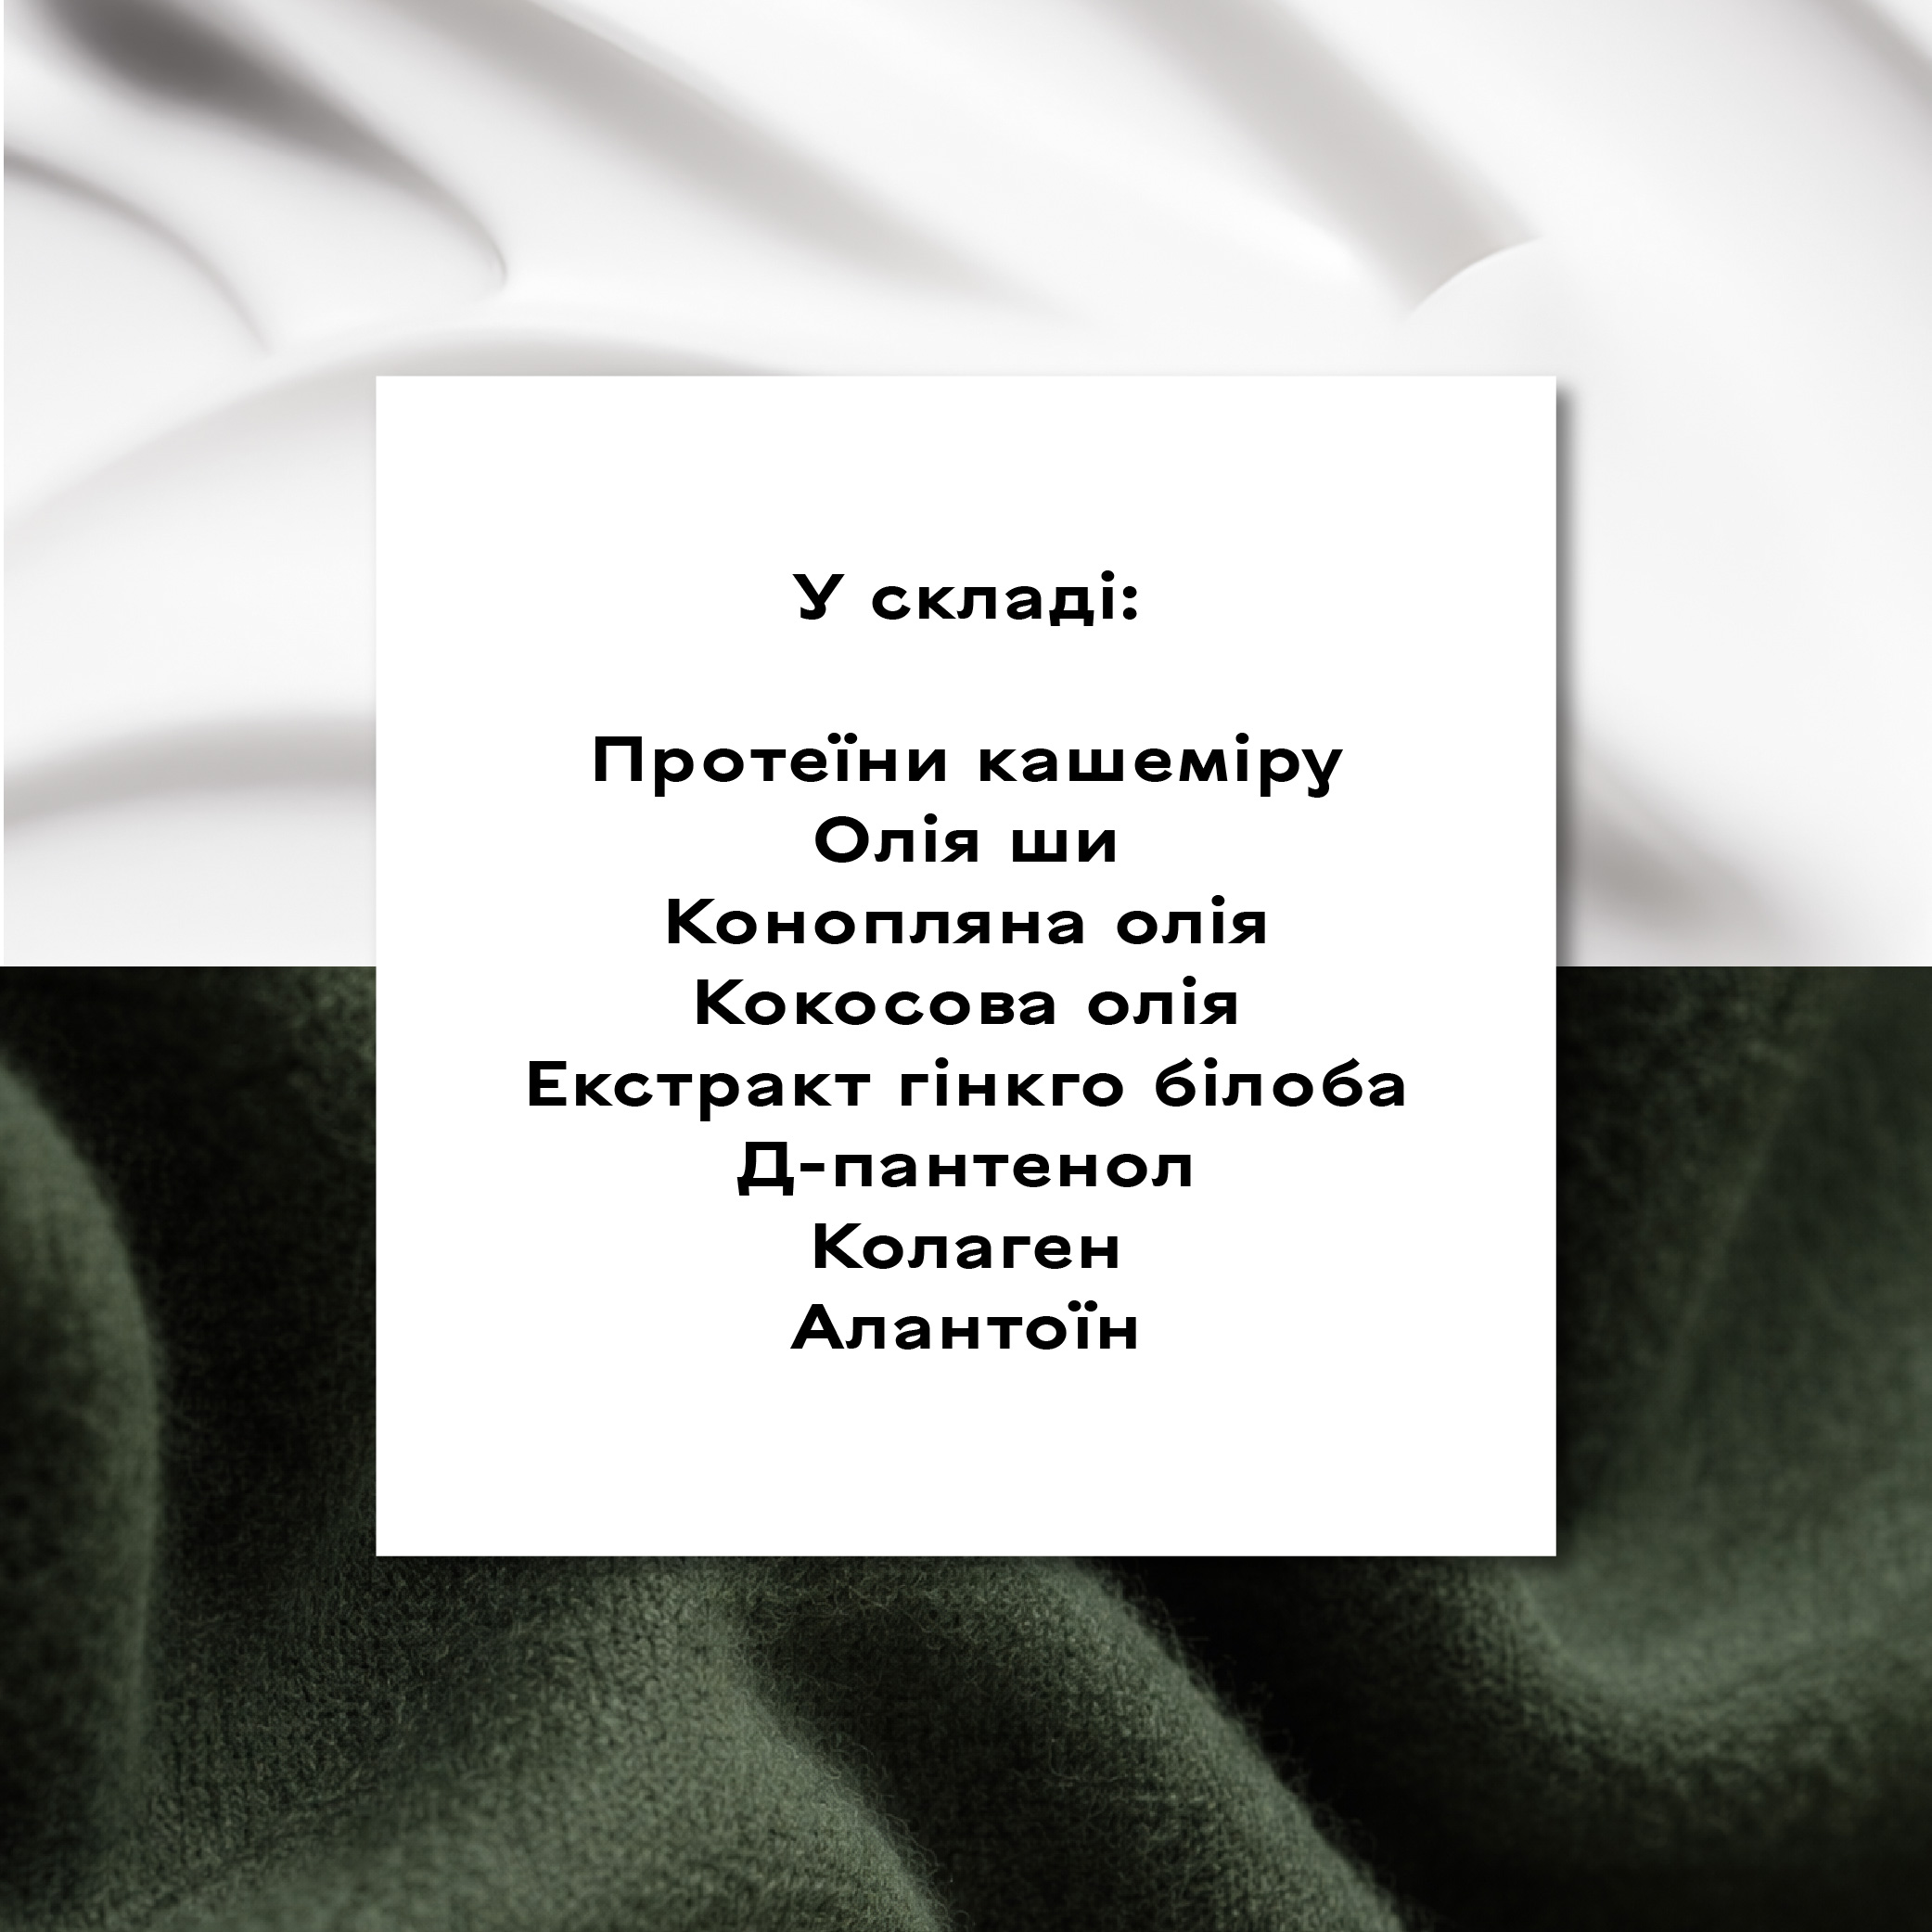 У складі:
Протеїни кашеміру
Олія ши
Конопляна олія
Кокосова олія
Екстракт гінкго білоба
Д-пантенол
Колаген
Алантоїн